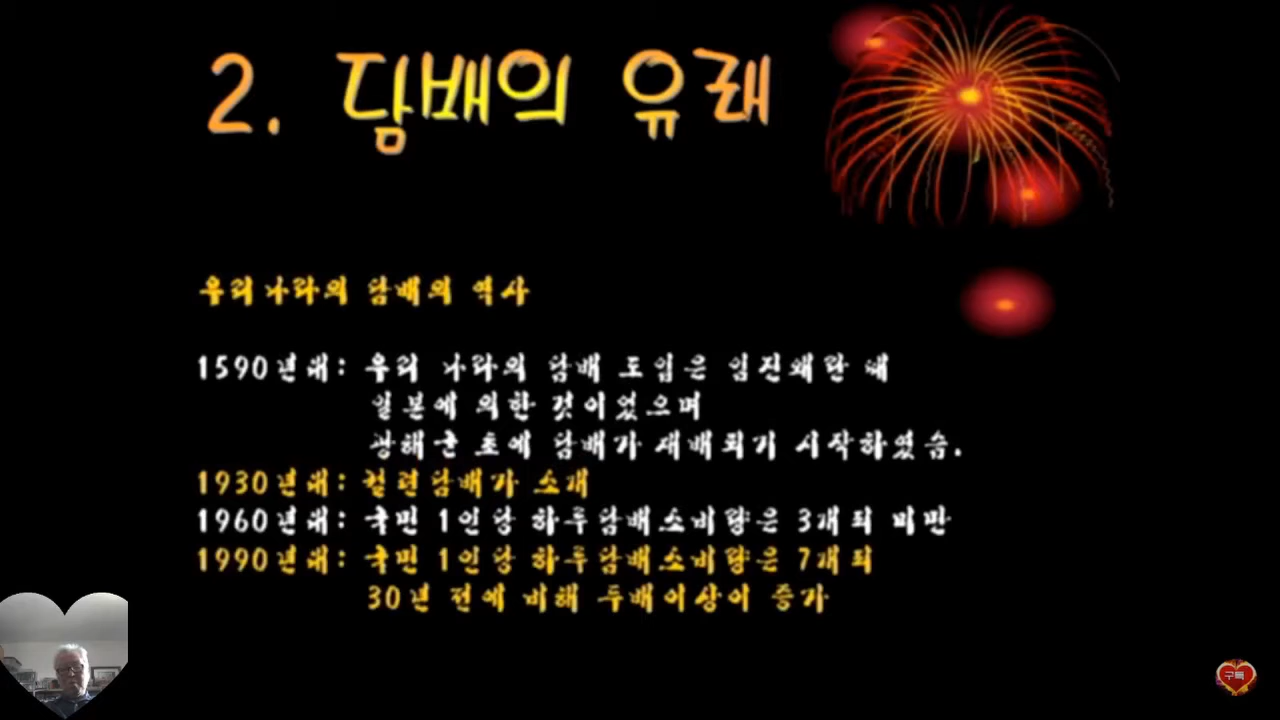 2. 담배의 유래
우리나라의 담배의 역사
1590년대: 우리 나라의 담배 도입은 임진왜란 때
일본에 의한 것이었으며
광해군 초에 담배가 재배되기 시작하였슴.
1930년대: 컬련담배가 소개
1960년대: 국민 1인당 하루담배소비량은 3개피 미만
1990년대: 국민 1인당 하루담배소비량은 7개피
30년 전에 비해 두배이상이 증가
구독